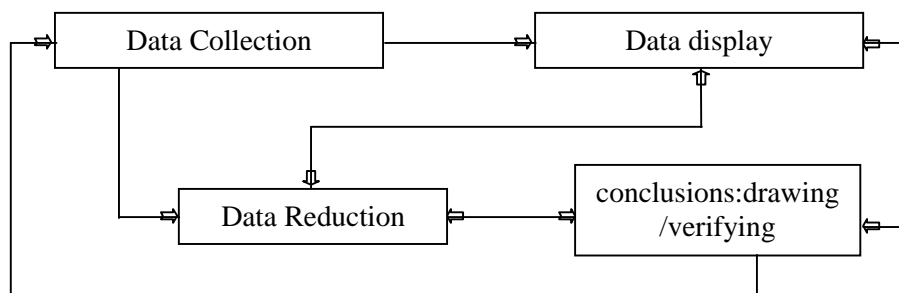 Data Collection
Data display
Data Reduction
conclusions:drawing
/verifying